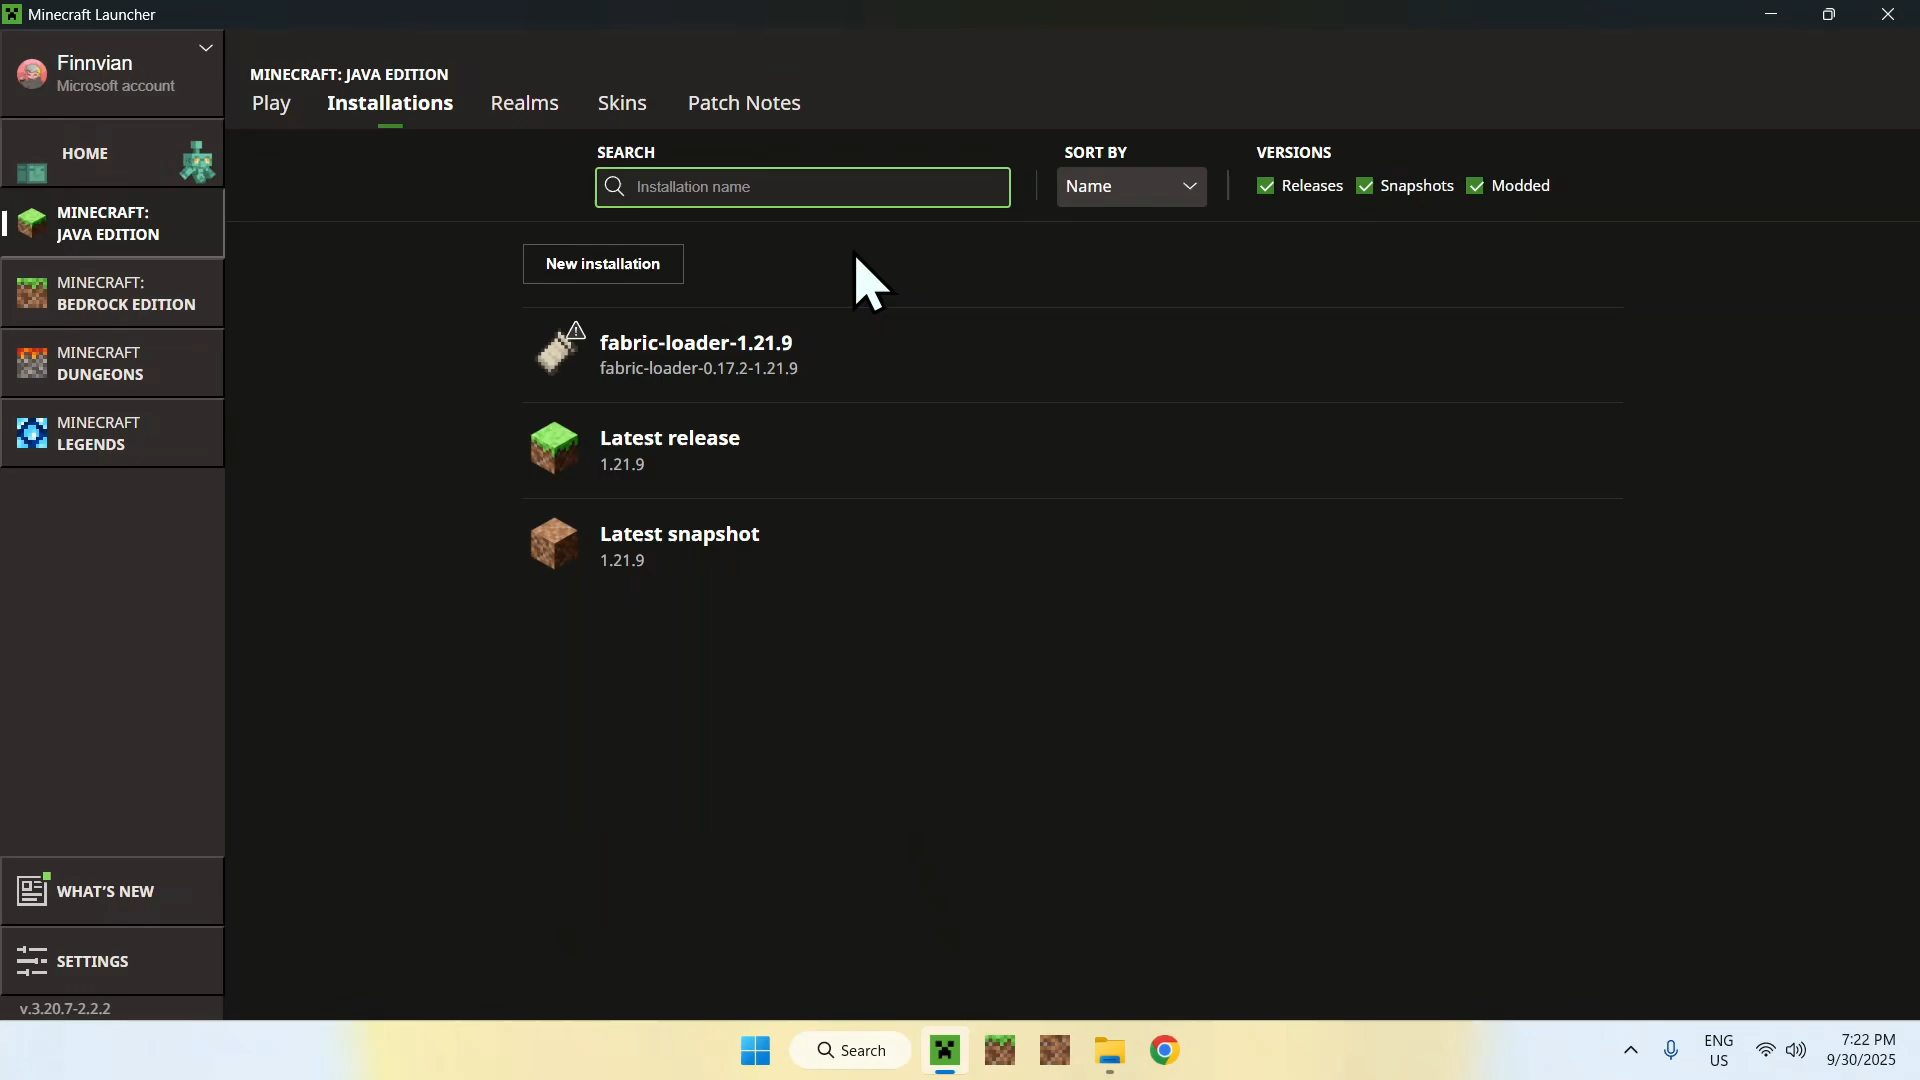 Minecraft Launcher
Finnvian
Microsoft account
HOME
MINECRAFT:
JAVA EDITION
MINECRAFT:
BEDROCK EDITION
MINECRAFT
DUNGEONS
MINECRAFT
LEGENDS
WHAT'S NEW
SETTINGS
v.3.20.7-2.2.2
MINECRAFT: JAVA EDITION
Play Installations Realms Skins Patch Notes
SEARCH SORT BY VERSIONS
Installation name Name Releases Snapshots Modded
New installation
fabric-loader-1.21.9
fabric-loader-0.17.2-1.21.9
Latest release
1.21.9
Latest snapshot
1.21.9
Search
ENG
US
7:22 PM
9/30/2025